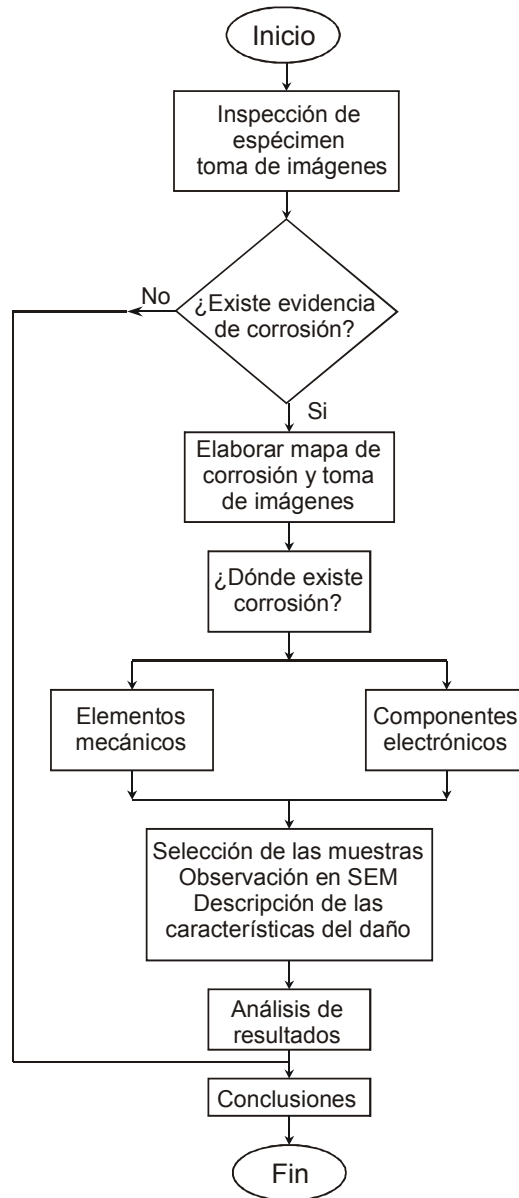 Inicio
Inspección de
espécimen
toma de imágenes
No
¿Existe evidencia
de corrosión?
Si
Elaborar mapa de
corrosión y toma
de imágenes
¿Dónde existe
corrosión?
Elementos
mecánicos
Componentes
electrónicos
Selección de las muestras
Observación en SEM
Descripción de las
características del daño
Análisis de
resultados
Conclusiones
Fin